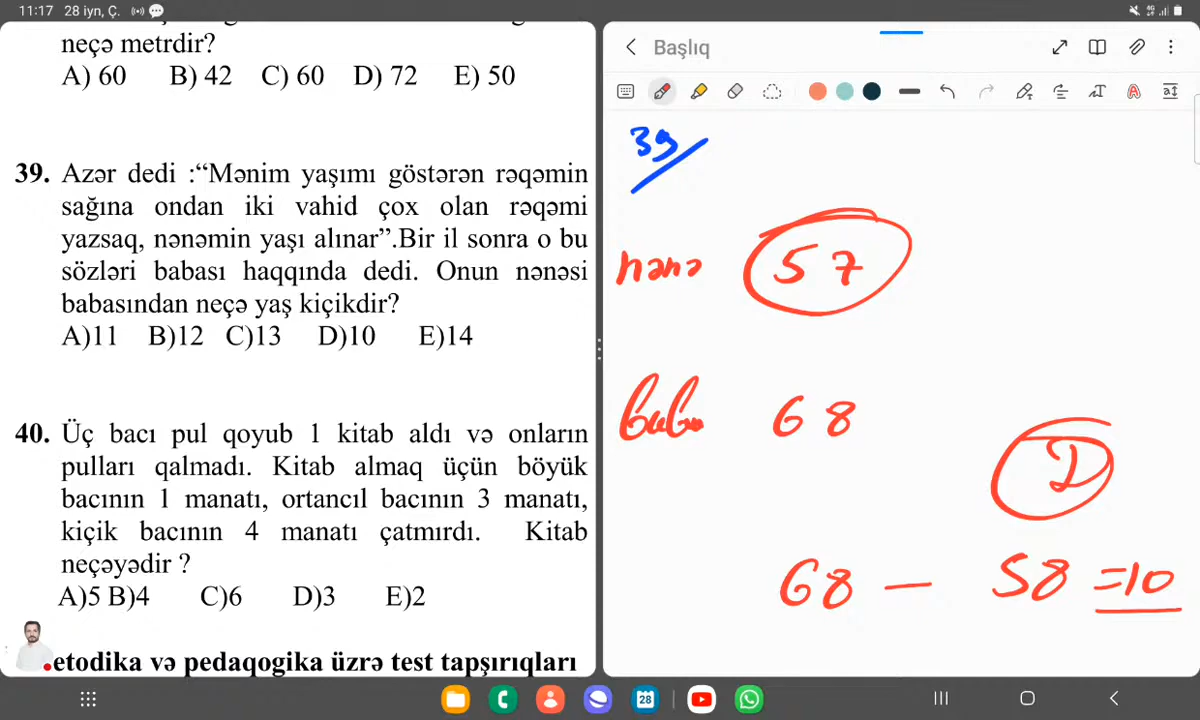 11:17 28 iyn, Ç.
neçə metrdir?
A) 60 B) 42 C) 60 D) 72 E) 50
39. Azər dedi :“Mənim yaşımı göstərən rəqəmin
sağına ondan iki vahid çox olan rəqəmi
yazsaq, nənəmin yaşı alınar”.Bir il sonra o bu
sözləri babası haqqında dedi. Onun nənəsi
babasından neçə yaş kiçikdir?
A)11 B)12 C)13 D)10 E)14
40. Üç bacı pul qoyub 1 kitab aldı və onların
pulları qalmadı. Kitab almaq üçün böyük
bacının 1 manatı, ortancıl bacının 3 manatı,
kiçik bacının 4 manatı çatmırdı. Kitab
neçəyədir ?
A)5 B)4 C)6 D)3 E)2
etodika və pedaqogika üzrə test tapşırıqları
Başlıq
39
nənə 57
baba 68
D
68 - 58 = 10
28